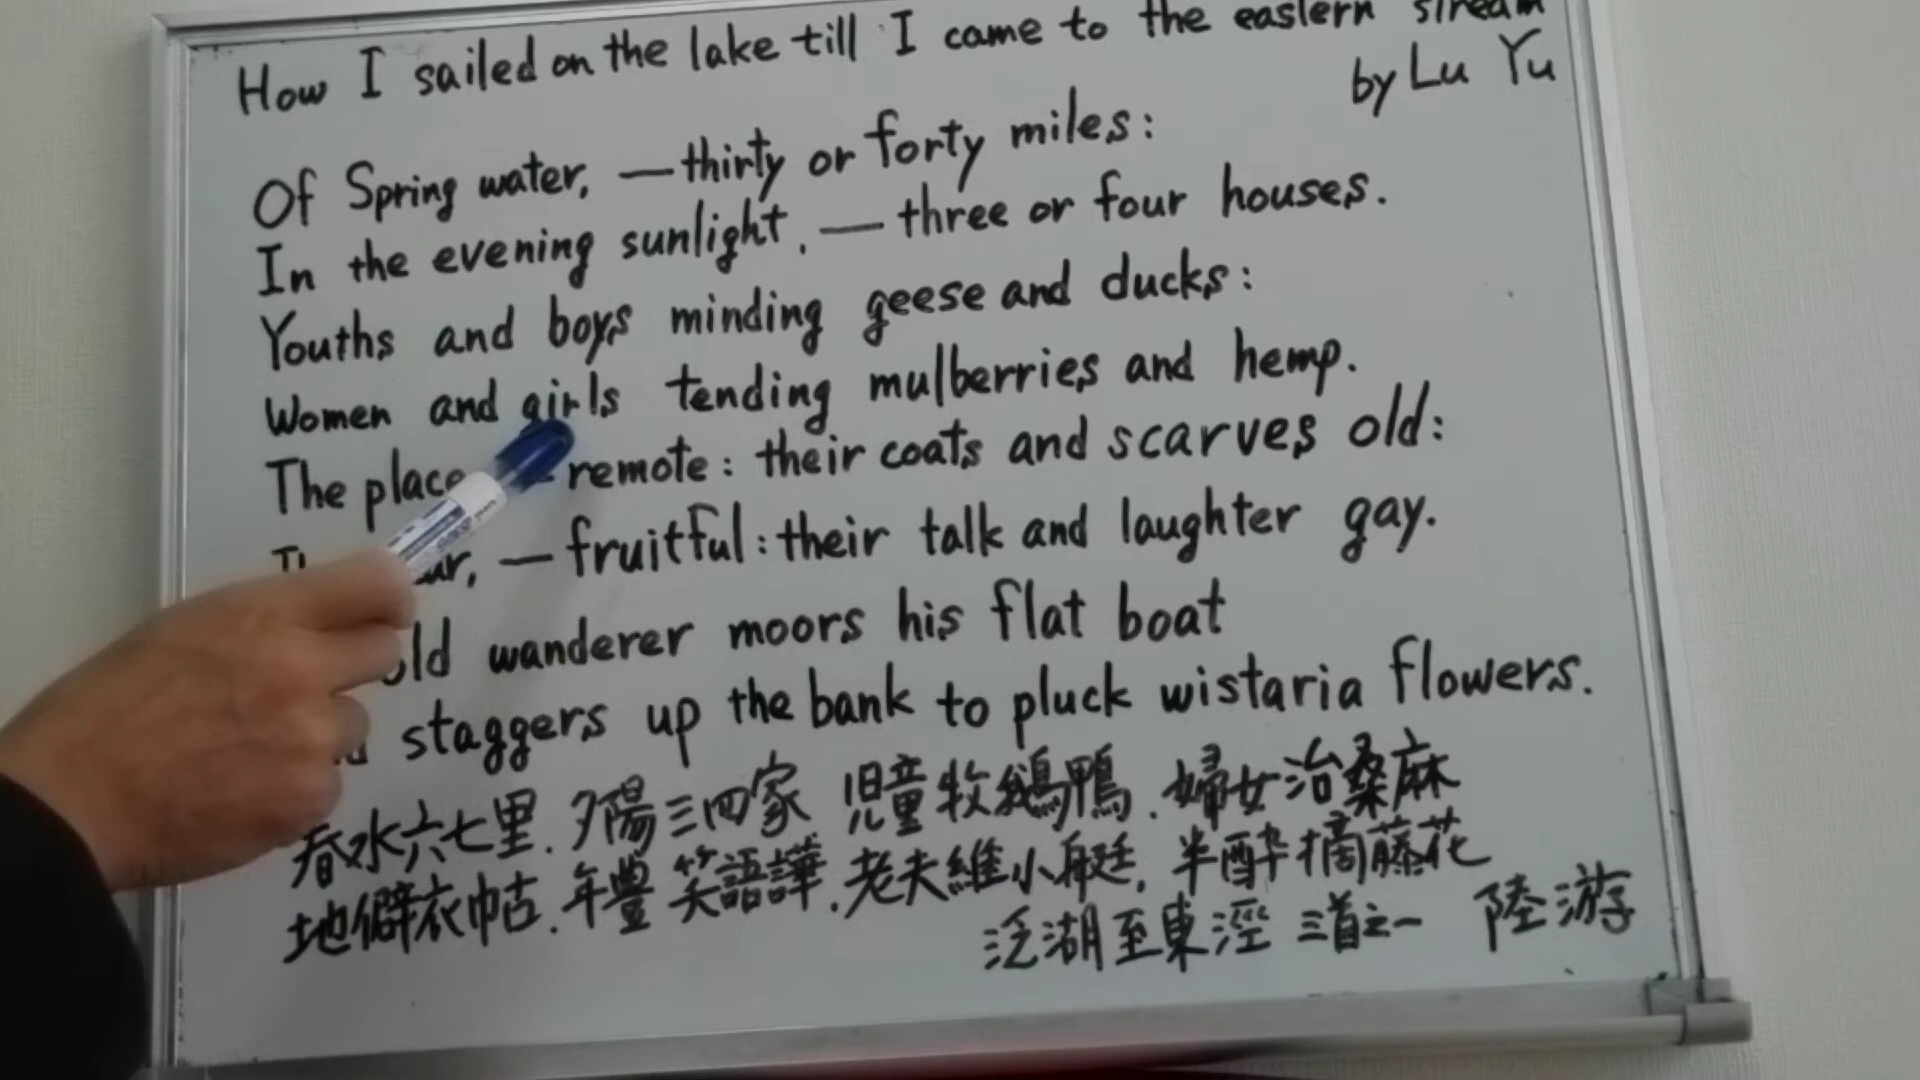 How I sailed on the lake till I came to the eastern stream
by Lu Yu
Of Spring water, — thirty or forty miles:
In the evening sunlight, — three or four houses.
Youths and boys minding geese and ducks:
Women and girls tending mulberries and hemp.
The place — remote: their coats and scarves old:
— fruitful: their talk and laughter gay.
old wanderer moors his flat boat
staggers up the bank to pluck wistaria flowers.
春水六七里.夕陽三四家 児童牧鵝鴨.婦女治桑麻
地僻衣巾古.年豊笑語譁.老夫維小艇,半酔摘藤花
泛湖至東涇 三首之一 陸游